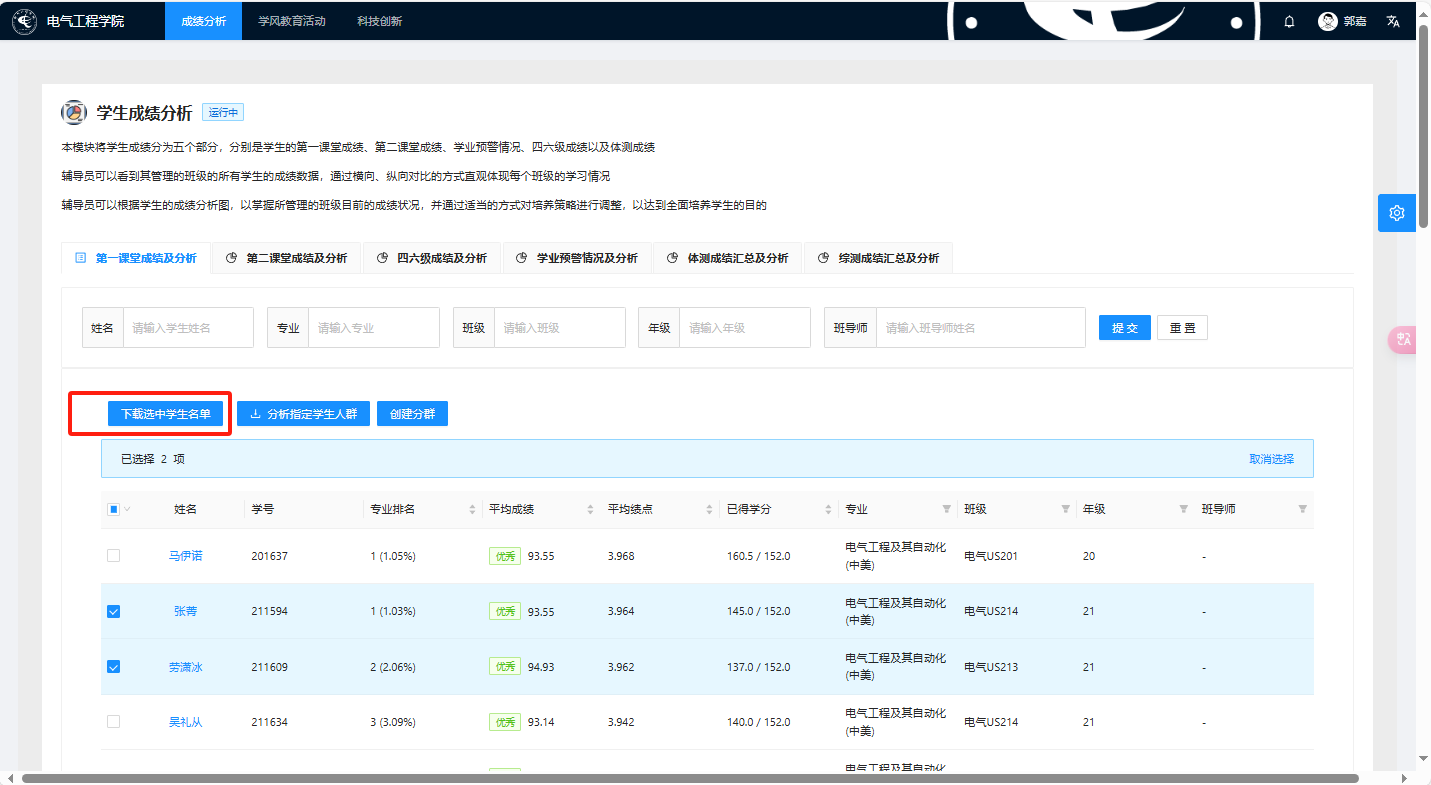 电气工程学院 成绩分析 学风教育活动 科技创新 郭嘉
学生成绩分析 运行中
本模块将学生成绩分为五个部分，分别是学生的第一课堂成绩、第二课堂成绩、学业预警情况、四六级成绩以及体测成绩
辅导员可以看到其管理的班级的所有学生的成绩数据，通过横向、纵向对比的方式直观体现每个班级的学习情况
辅导员可以根据学生的成绩分析图，以掌握所管理的班级目前的成绩状况，并通过适当的方式对培养策略进行调整，以达到全面培养学生的目的
第一课堂成绩及分析 第二课堂成绩及分析 四六级成绩及分析 学业预警情况及分析 体测成绩汇总及分析 综测成绩汇总及分析
姓名 请输入学生姓名 专业 请输入专业 班级 请输入班级 年级 请输入年级 班导师 请输入班导师姓名 提 交 重 置
下载选中学生名单 分析指定学生人群 创建分群
已选择 2 项 取消选择
姓名 学号 专业排名 平均成绩 平均绩点 已得学分 专业 班级 年级 班导师
马伊诺 201637 1 (1.05%) 优秀 93.55 3.968 160.5 / 152.0 电气工程及其自动化 电气US201 20 -
(中美)
211594 1 (1.03%) 优秀 93.55 3.964 145.0 / 152.0 电气工程及其自动化 电气US214 21 -
(中美)
劳潇冰 211609 2 (2.06%) 优秀 94.93 3.962 137.0 / 152.0 电气工程及其自动化 电气US213 21 -
(中美)
吴礼从 211634 3 (3.09%) 优秀 93.14 3.942 140.0 / 152.0 电气工程及其自动化 电气US214 21 -
(中美)
电气工程及其自动化